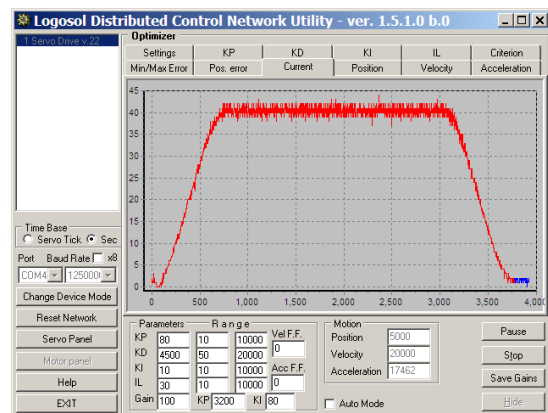 Logosol Distributed Control Network Utility - ver. 1.5.1.0 b.0
1 Servo Drive v.22
Optimizer
Settings KP KD KI IL Criterion
Min/Max Error Pos. error Current Position Velocity Acceleration
45
40
35
30
25
20
15
10
5
0
0 500 1,000 1,500 2,000 2,500 3,000 3,500 4,000
Time Base
Servo Tick Sec
Port Baud Rate x8
COM4 125000
Change Device Mode
Reset Network
Servo Panel
Motor panel
Help
EXIT
Parameters Range
KP 80 10 10000 Vel F.F.
KD 4500 50 20000 0
KI 10 10 10000 Acc F.F.
IL 30 10 10000 0
Gain 100 KP 3200 KI 80
Motion
Position 5000
Velocity 20000
Acceleration 17462
Auto Mode
Pause
Stop
Save Gains
Hide